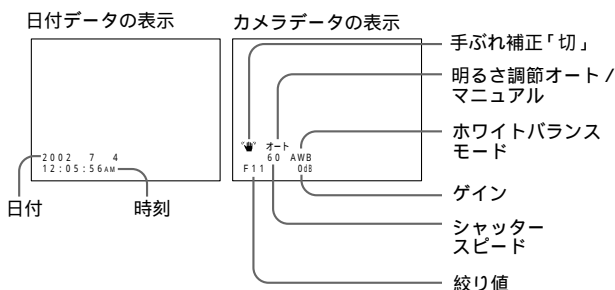 日付データの表示
カメラデータの表示
手ぶれ補正「切」
明るさ調節オート/
マニュアル
ホワイトバランス
モード
ゲイン
シャッター
スピード
絞り値
オート
60 AWB
F11 0dB
2002 7 4
12:05:56AM
日付
時刻